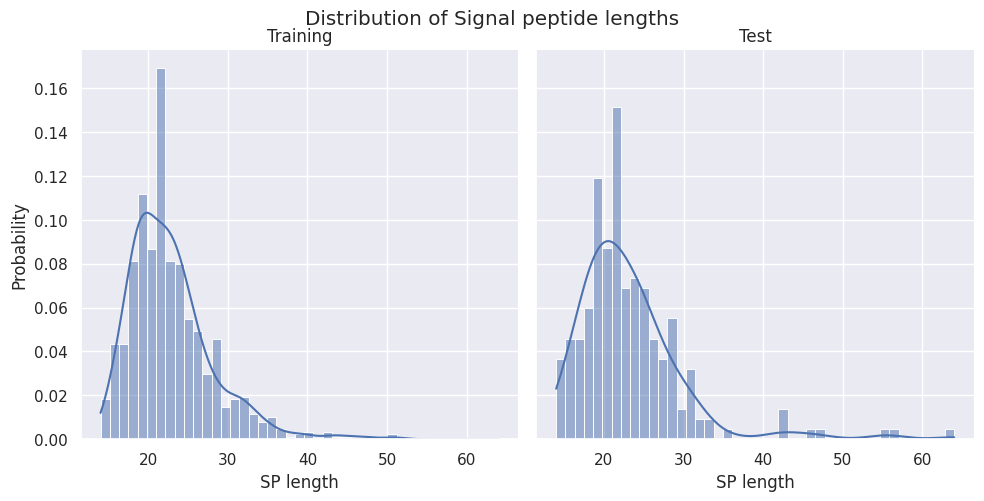 Distribution of Signal peptide lengths
Training
Test
0.16
0.14
0.12
0.10
0.08
0.06
0.04
0.02
0.00
Probability
20 30 40 50 60
20 30 40 50 60
SP length
SP length